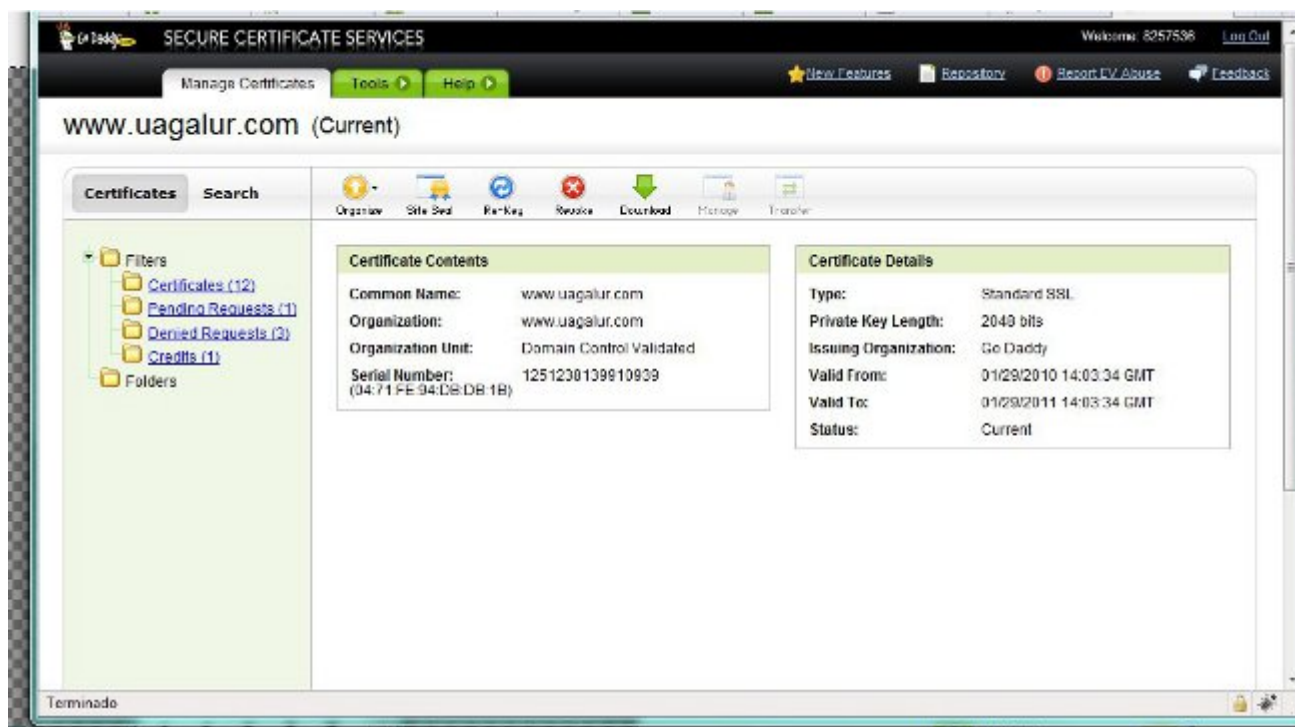 Go Daddy SECURE CERTIFICATE SERVICES Welcome: 8257536 Log Out
Manage Certificates Tools Help New Features Repository Report EV Abuse Feedback
www.uagalur.com (Current)
Certificates Search
Organize Site Seal Re-Key Revoke Download Manage Transfer
Filters
Certificates (12)
Pending Requests (1)
Denied Requests (3)
Credits (1)
Folders
Certificate Contents
Common Name: www.uagalur.com
Organization: www.uagalur.com
Organization Unit: Domain Control Validated
Serial Number: 1251238139910939
(04:71:FE:94:DB:DB:1B)
Certificate Details
Type: Standard SSL
Private Key Length: 2048 bits
Issuing Organization: Go Daddy
Valid From: 01/29/2010 14:03:34 GMT
Valid To: 01/29/2011 14:03:34 GMT
Status: Current
Terminado